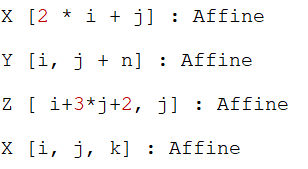 X [2 * i + j] : Affine
Y [i, j + n] : Affine
Z [ i+3*j+2, j] : Affine
X [i, j, k] : Affine